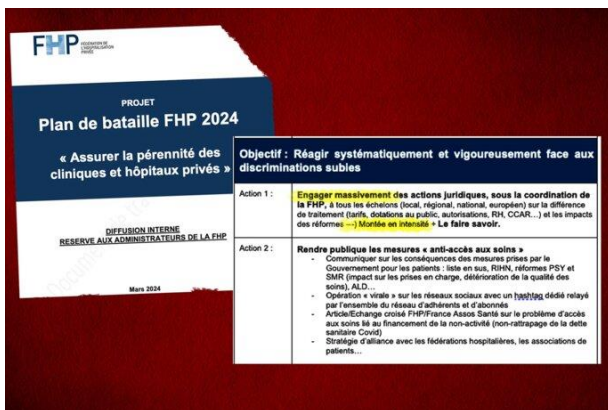 FHP FÉDÉRATION DE
L'HOSPITALISATION
PRIVÉE
PROJET
Plan de bataille FHP 2024
« Assurer la pérennité des
cliniques et hôpitaux privés »
DIFFUSION INTERNE
RESERVE AUX ADMINISTRATEURS DE LA FHP
Mars 2024
Objectif : Réagir systématiquement et vigoureusement face aux
discriminations subies
Action 1 :
Engager massivement des actions juridiques, sous la coordination de
la FHP, à tous les échelons (local, régional, national, européen) sur la différence
de traitement (tarifs, dotations au public, autorisations, RH, CCAR…) et les impacts
des réformes ---) Montée en intensité + Le faire savoir.
Action 2 :
Rendre publique les mesures « anti-accès aux soins »
- Communiquer sur les conséquences des mesures prises par le
Gouvernement pour les patients : liste en sus, RIHN, réformes PSY et
SMR (impact sur les prises en charge, détérioration de la qualité des
soins), ALD…
- Opération « virale » sur les réseaux sociaux avec un hashtag dédié relayé
par l'ensemble du réseau d'adhérents et d'abonnés
- Article/Echange croisé FHP/France Assos Santé sur le problème d'accès
aux soins lié au financement de la non-activité (non-rattrapage de la dette
sanitaire Covid)
- Stratégie d'alliance avec les fédérations hospitalières, les associations de
patients…